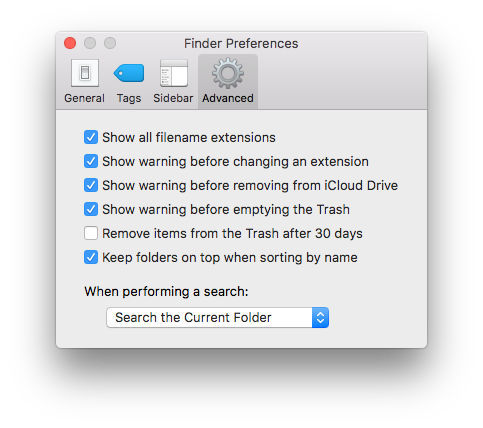 Finder Preferences
General Tags Sidebar Advanced
Show all filename extensions
Show warning before changing an extension
Show warning before removing from iCloud Drive
Show warning before emptying the Trash
Remove items from the Trash after 30 days
Keep folders on top when sorting by name
When performing a search:
Search the Current Folder